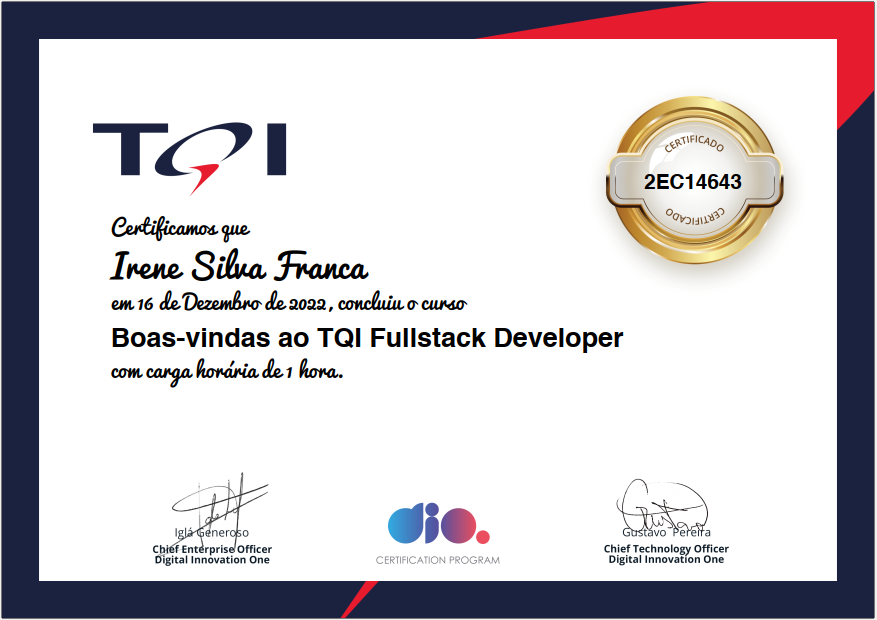 TQI
CERTIFICADO
2EC14643
CERTIFICADO
Certificamos que
Irene Silva Franca
em 16 de Dezembro de 2022, concluiu o curso
Boas-vindas ao TQI Fullstack Developer
com carga horária de 1 hora.
Iglá Generoso
Chief Enterprise Officer
Digital Innovation One
dio.
CERTIFICATION PROGRAM
Gustavo Pereira
Chief Technology Officer
Digital Innovation One